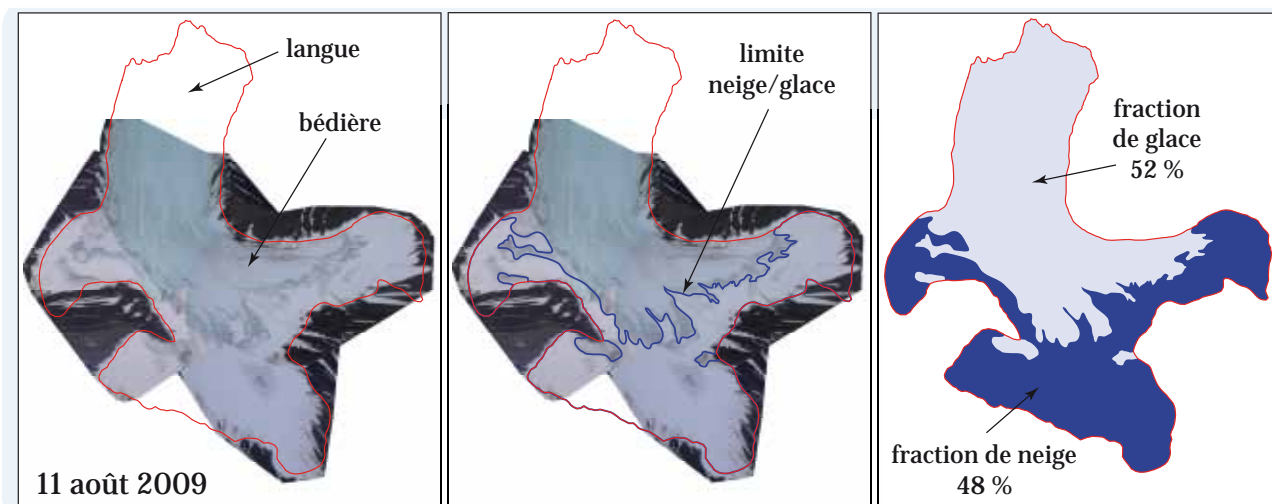 langue
bédière
11 août 2009
limite
neige/glace
fraction
de glace
52 %
fraction de neige
48 %